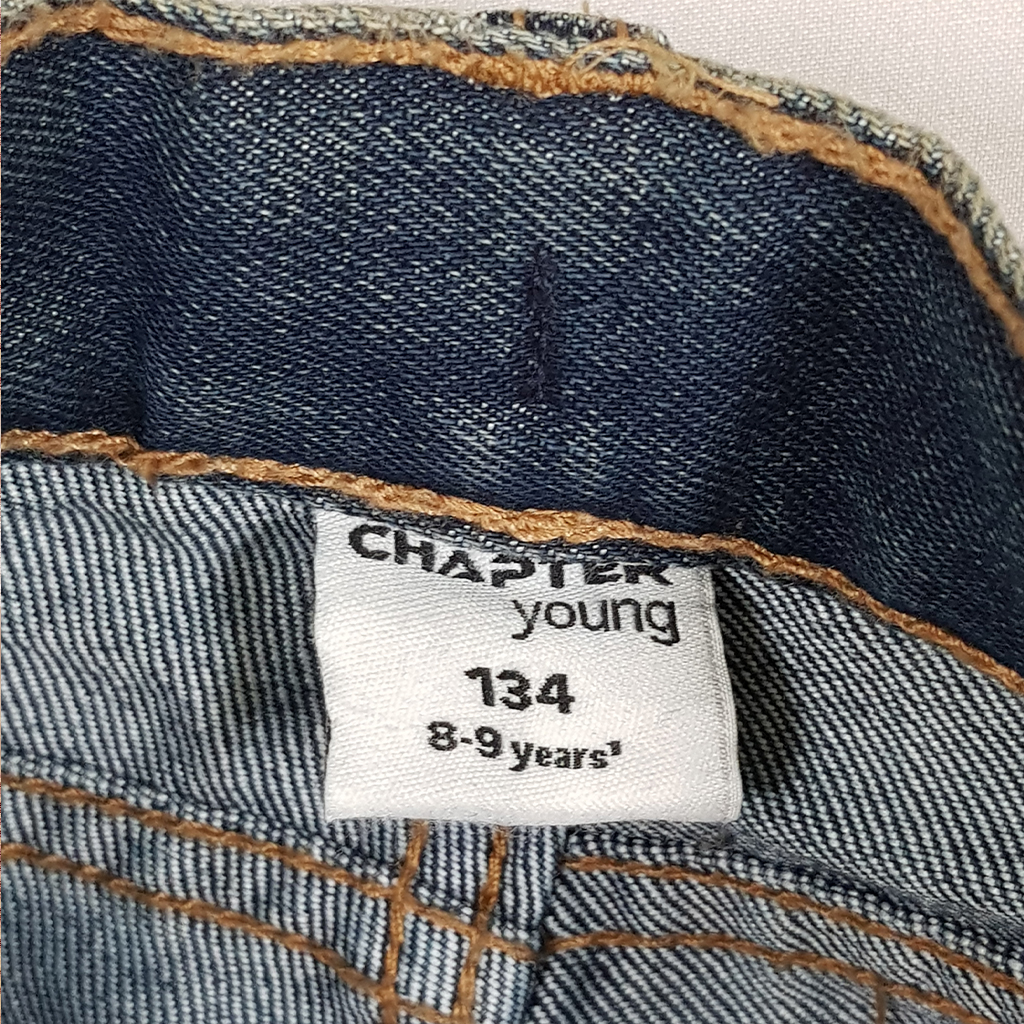 CHAPTER
young
134
8-9 years¹